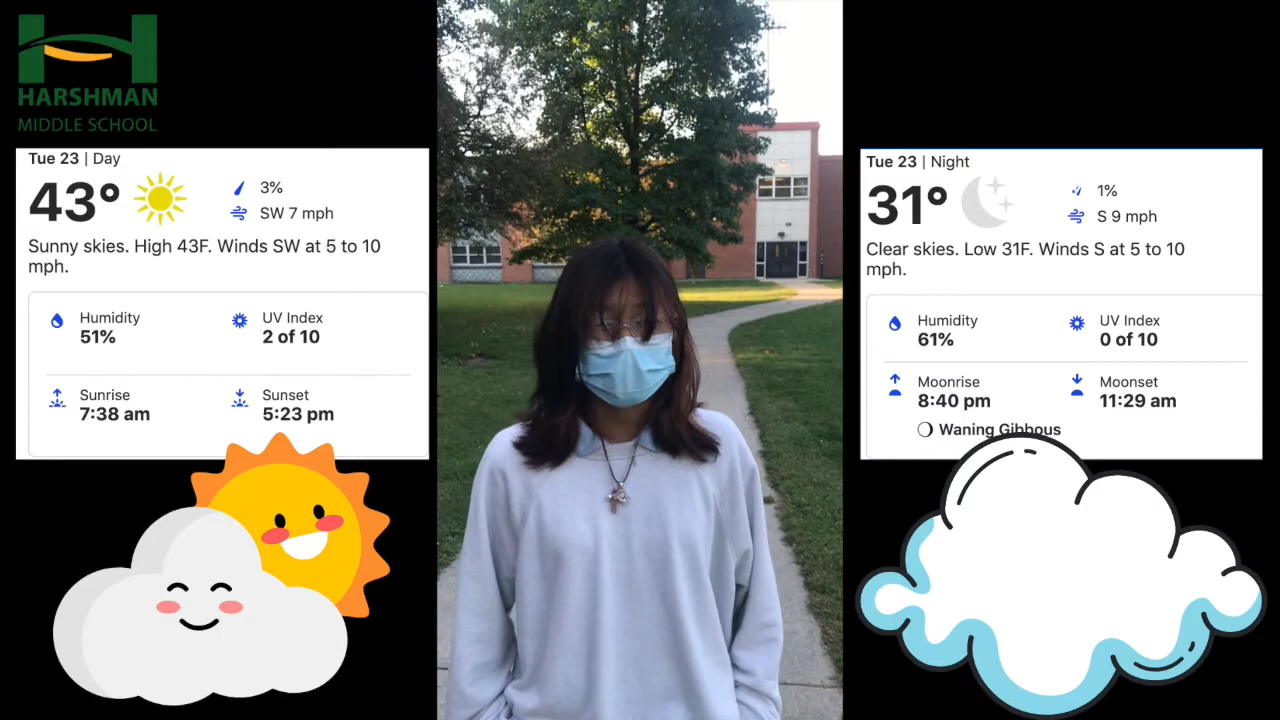 HARSHMAN
MIDDLE SCHOOL
Tue 23 | Day
43°
3%
SW 7 mph
Sunny skies. High 43F. Winds SW at 5 to 10
mph.
Humidity
51%
UV Index
2 of 10
Sunrise
7:38 am
Sunset
5:23 pm
Tue 23 | Night
31°
1%
S 9 mph
Clear skies. Low 31F. Winds S at 5 to 10
mph.
Humidity
61%
UV Index
0 of 10
Moonrise
8:40 pm
Moonset
11:29 am
Waning Gibbous